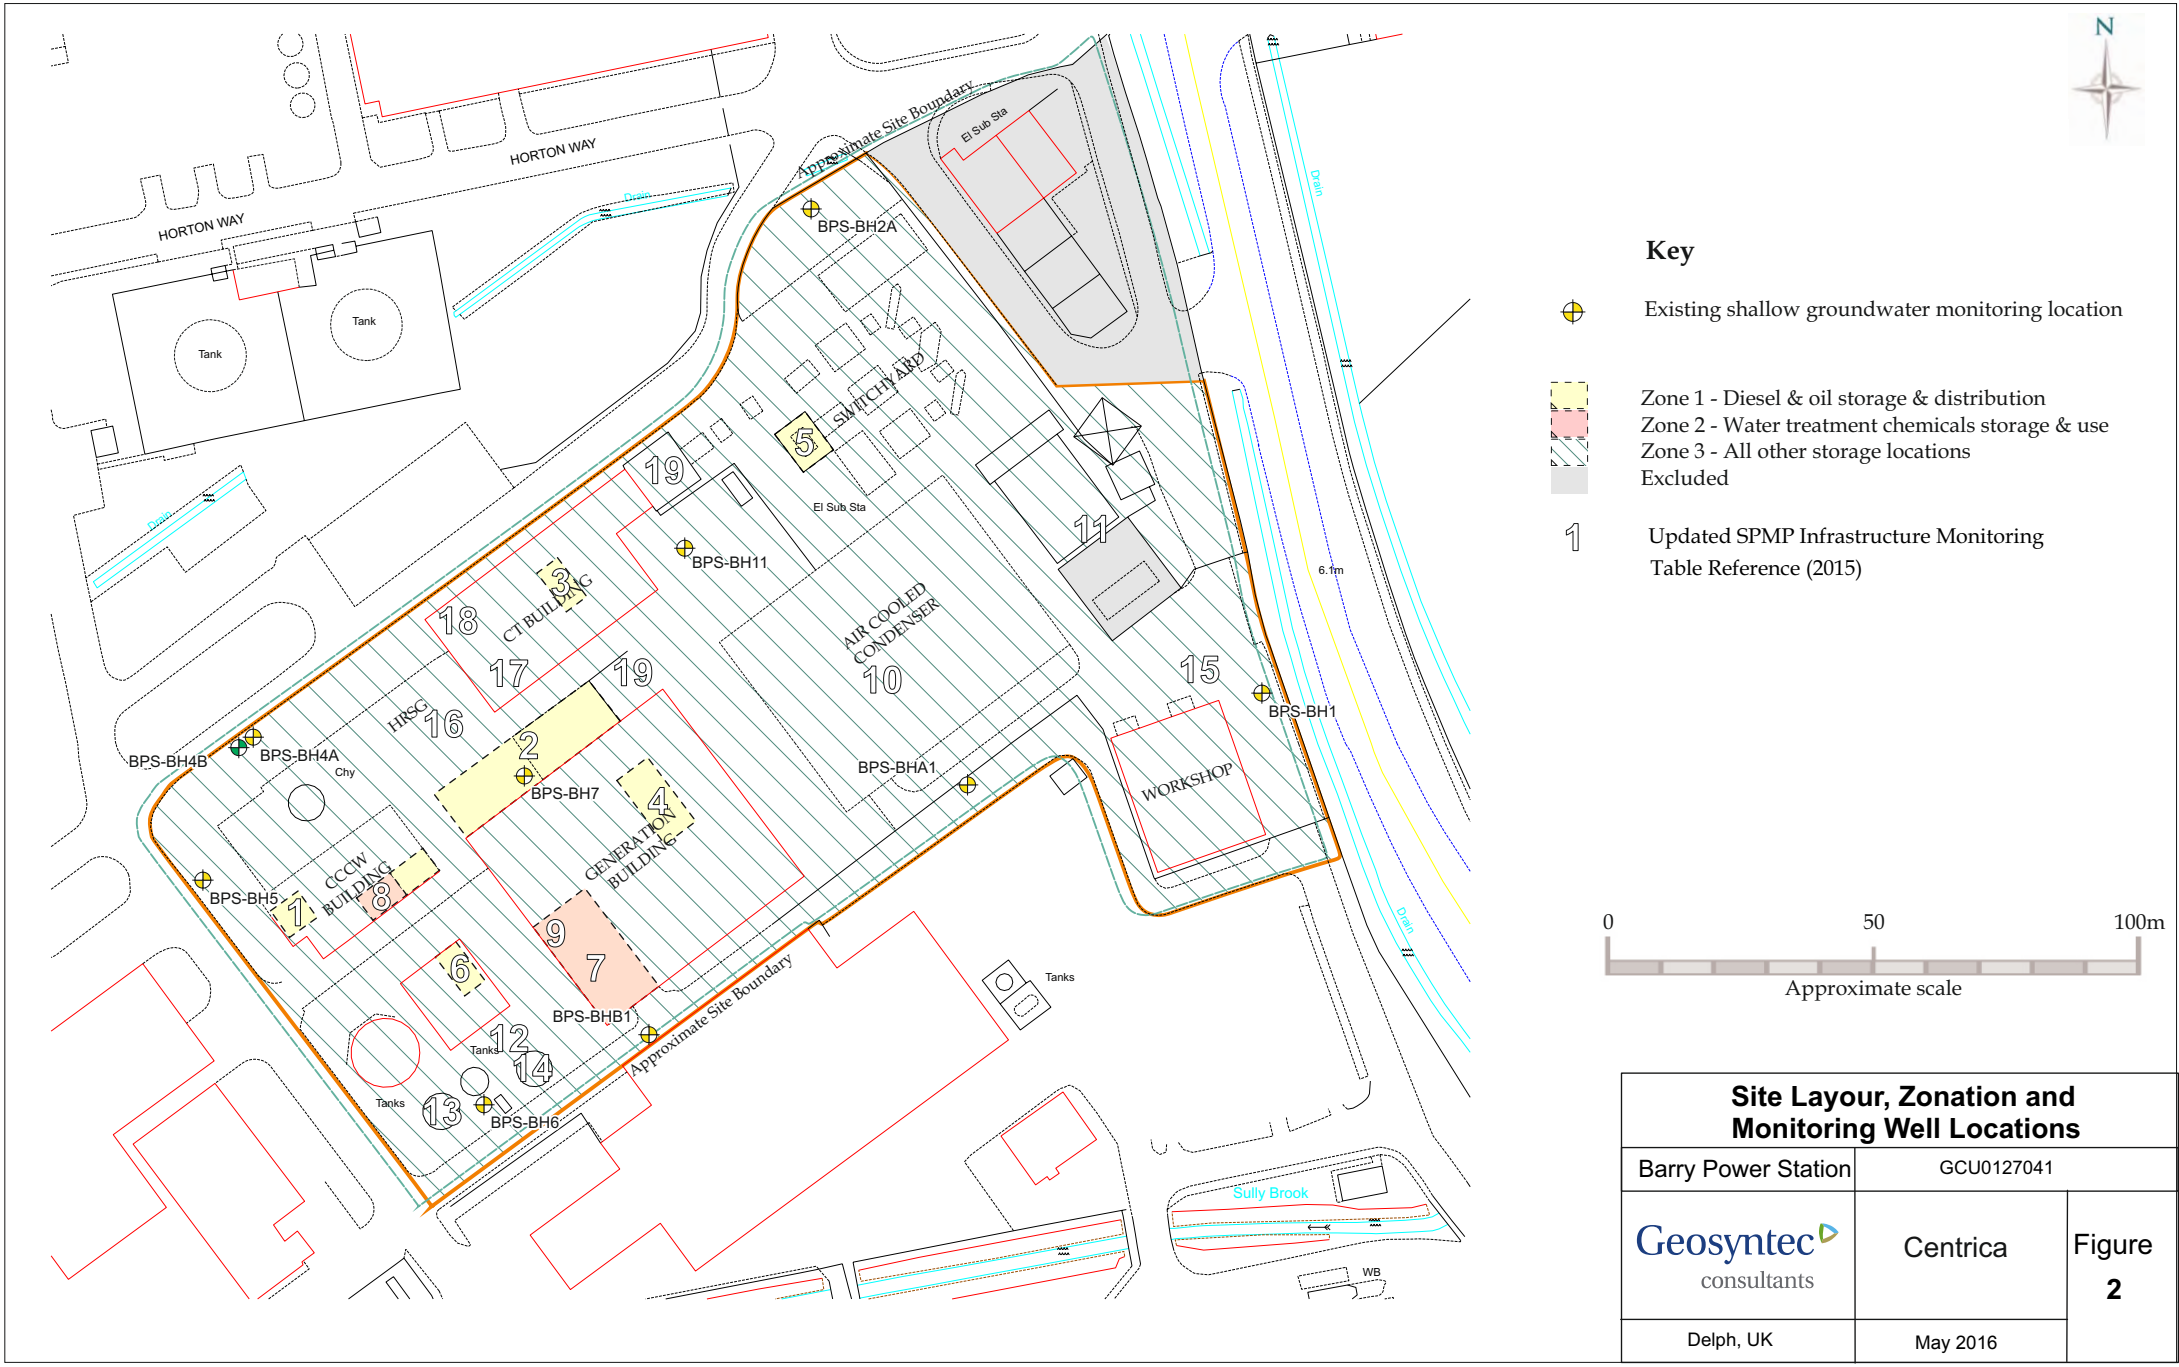 N
Approximate Site Boundary
El Sub Sta
HORTON WAY
HORTON WAY
Drain
Drain
BPS-BH2A
Tank
Tank
SWITCHYARD
5
19
El Sub Sta
Drain
BPS-BH11
11
6.1m
3
CT BUILDING
18
17
19
AIR COOLED
CONDENSER
10
15
BPS-BH1
HRSG
16
BPS-BH4B
BPS-BH4A
Chy
2
BPS-BH7
BPS-BHA1
WORKSHOP
4
GENERATION
BUILDING
CCCW
BUILDING
BPS-BH5
1
8
9
7
6
Drain
Tanks
BPS-BHB1
Approximate Site Boundary
12
Tanks
14
Tanks
13
BPS-BH6
Sully Brook
WB
Key
Existing shallow groundwater monitoring location
Zone 1 - Diesel & oil storage & distribution
Zone 2 - Water treatment chemicals storage & use
Zone 3 - All other storage locations
Excluded
1
Updated SPMP Infrastructure Monitoring
Table Reference (2015)
0 50 100m
Approximate scale
Site Layour, Zonation and
Monitoring Well Locations
Barry Power Station
GCU0127041
Geosyntec
consultants
Centrica
Figure
2
Delph, UK
May 2016